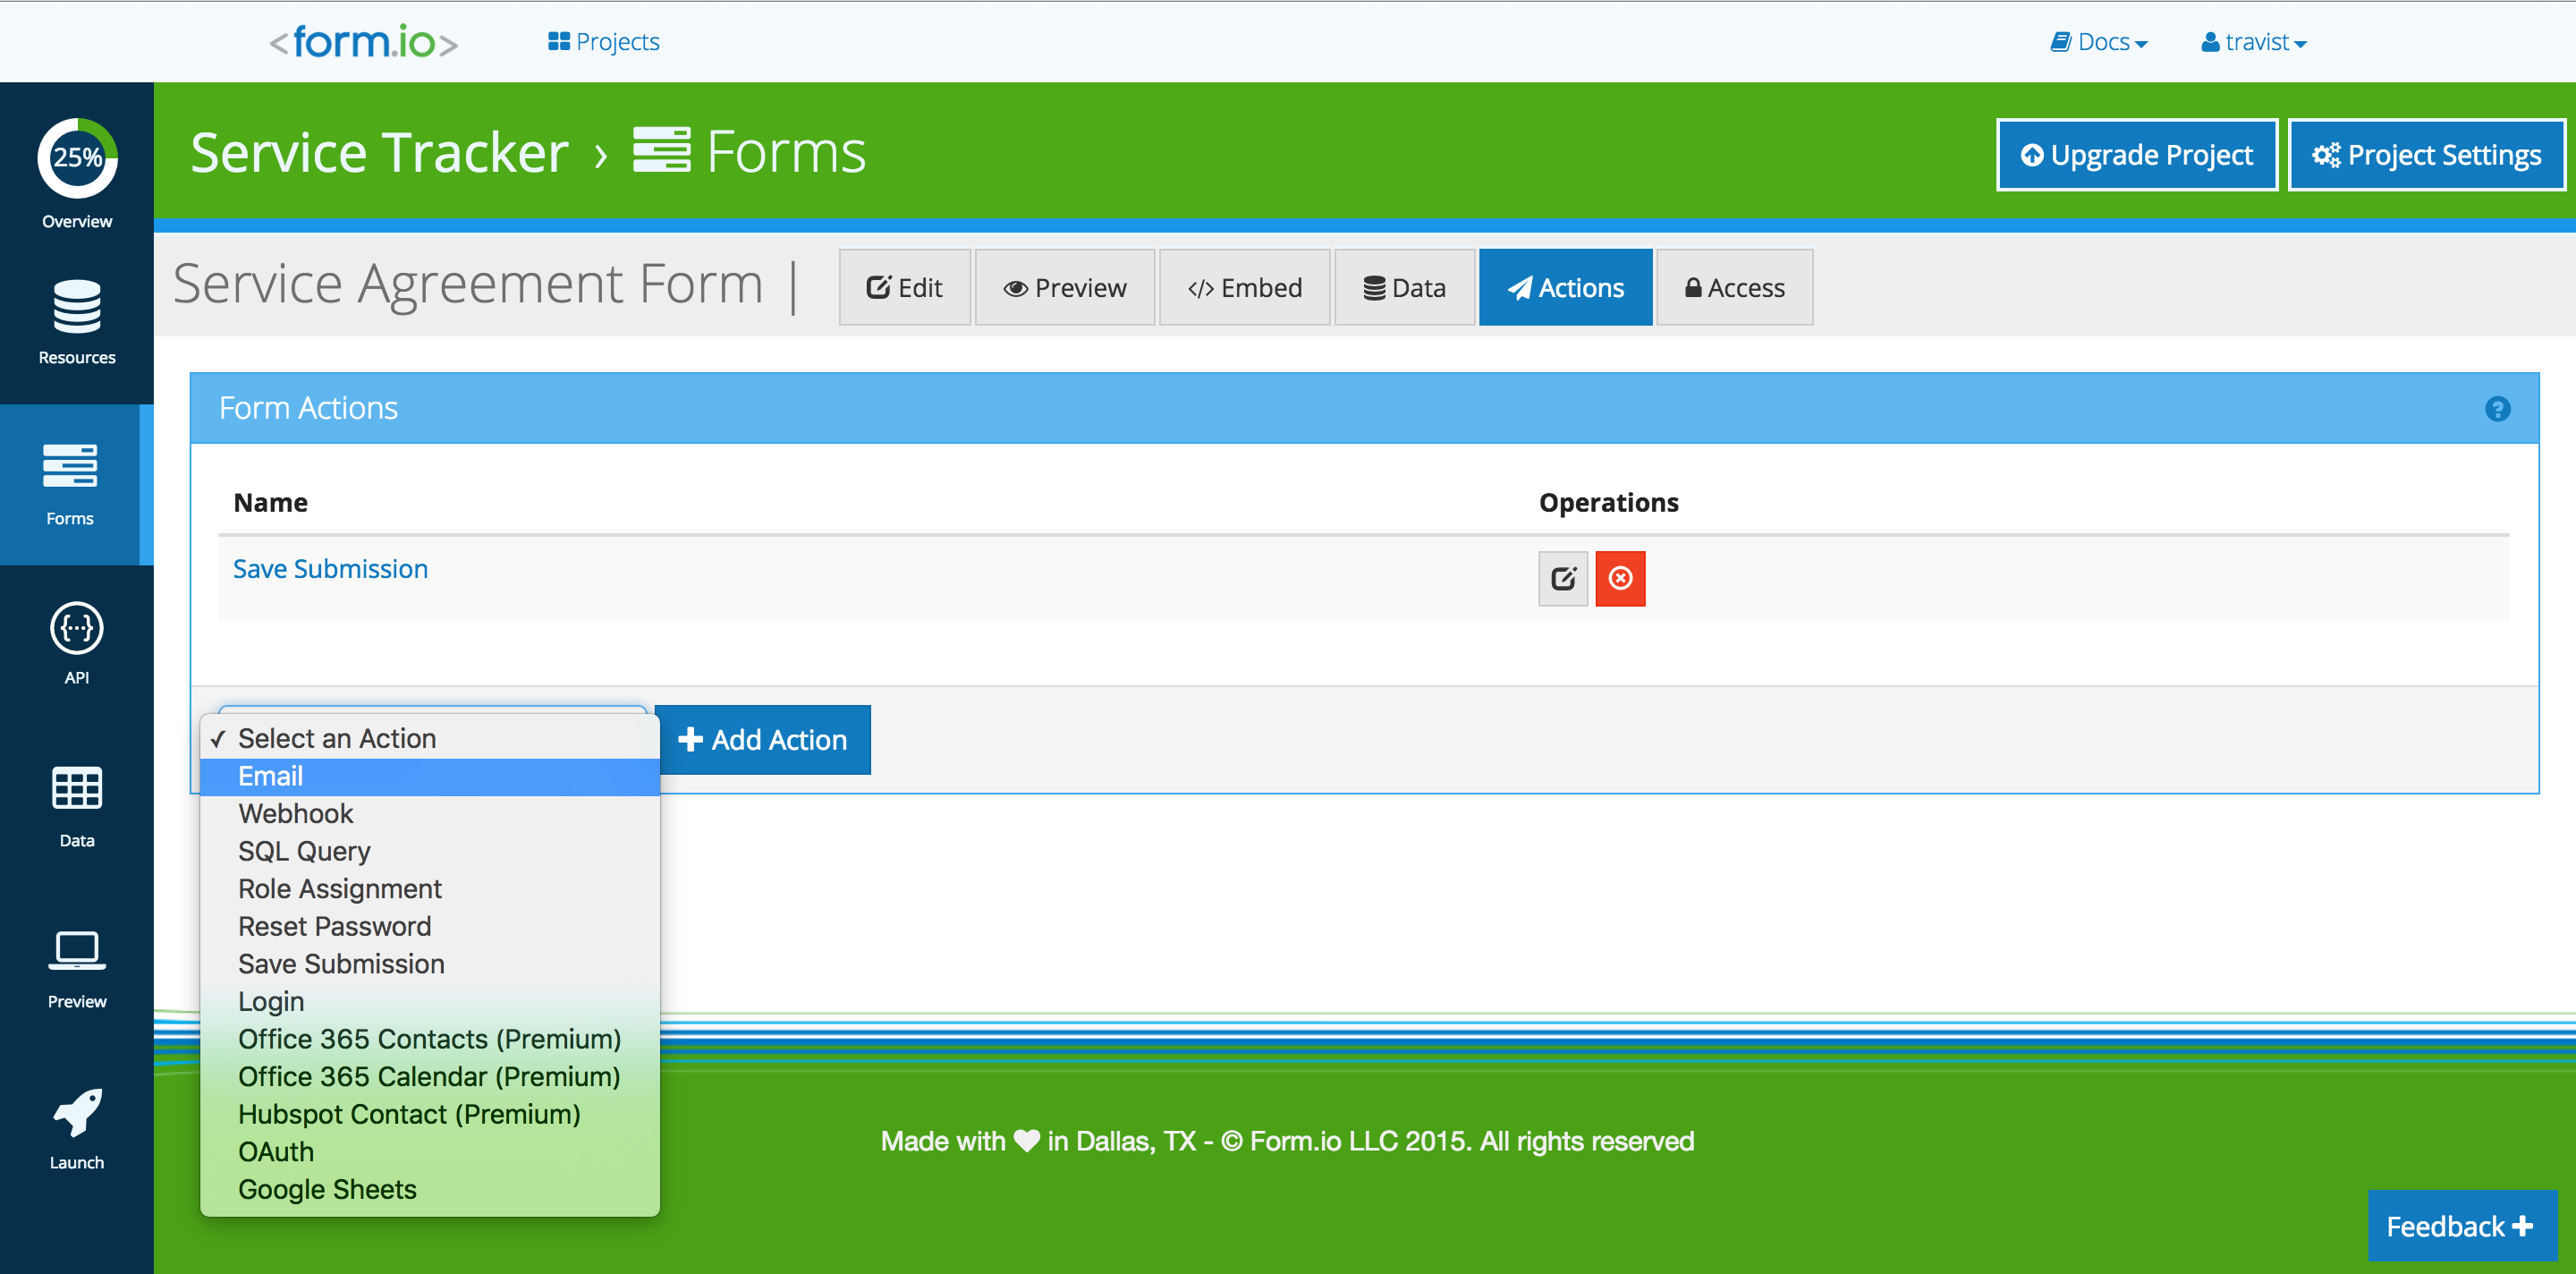 <form.io>
Projects
Docs
travist
25%
Overview
Service Tracker › Forms
Upgrade Project
Project Settings
Service Agreement Form |
Edit
Preview
</> Embed
Data
Actions
Access
Resources
Form Actions
?
Forms
Name
Operations
Save Submission
API
✓ Select an Action
+ Add Action
Email
Webhook
SQL Query
Role Assignment
Reset Password
Save Submission
Login
Office 365 Contacts (Premium)
Office 365 Calendar (Premium)
Hubspot Contact (Premium)
OAuth
Google Sheets
Data
Preview
Launch
Made with ♥ in Dallas, TX - © Form.io LLC 2015. All rights reserved
Feedback +